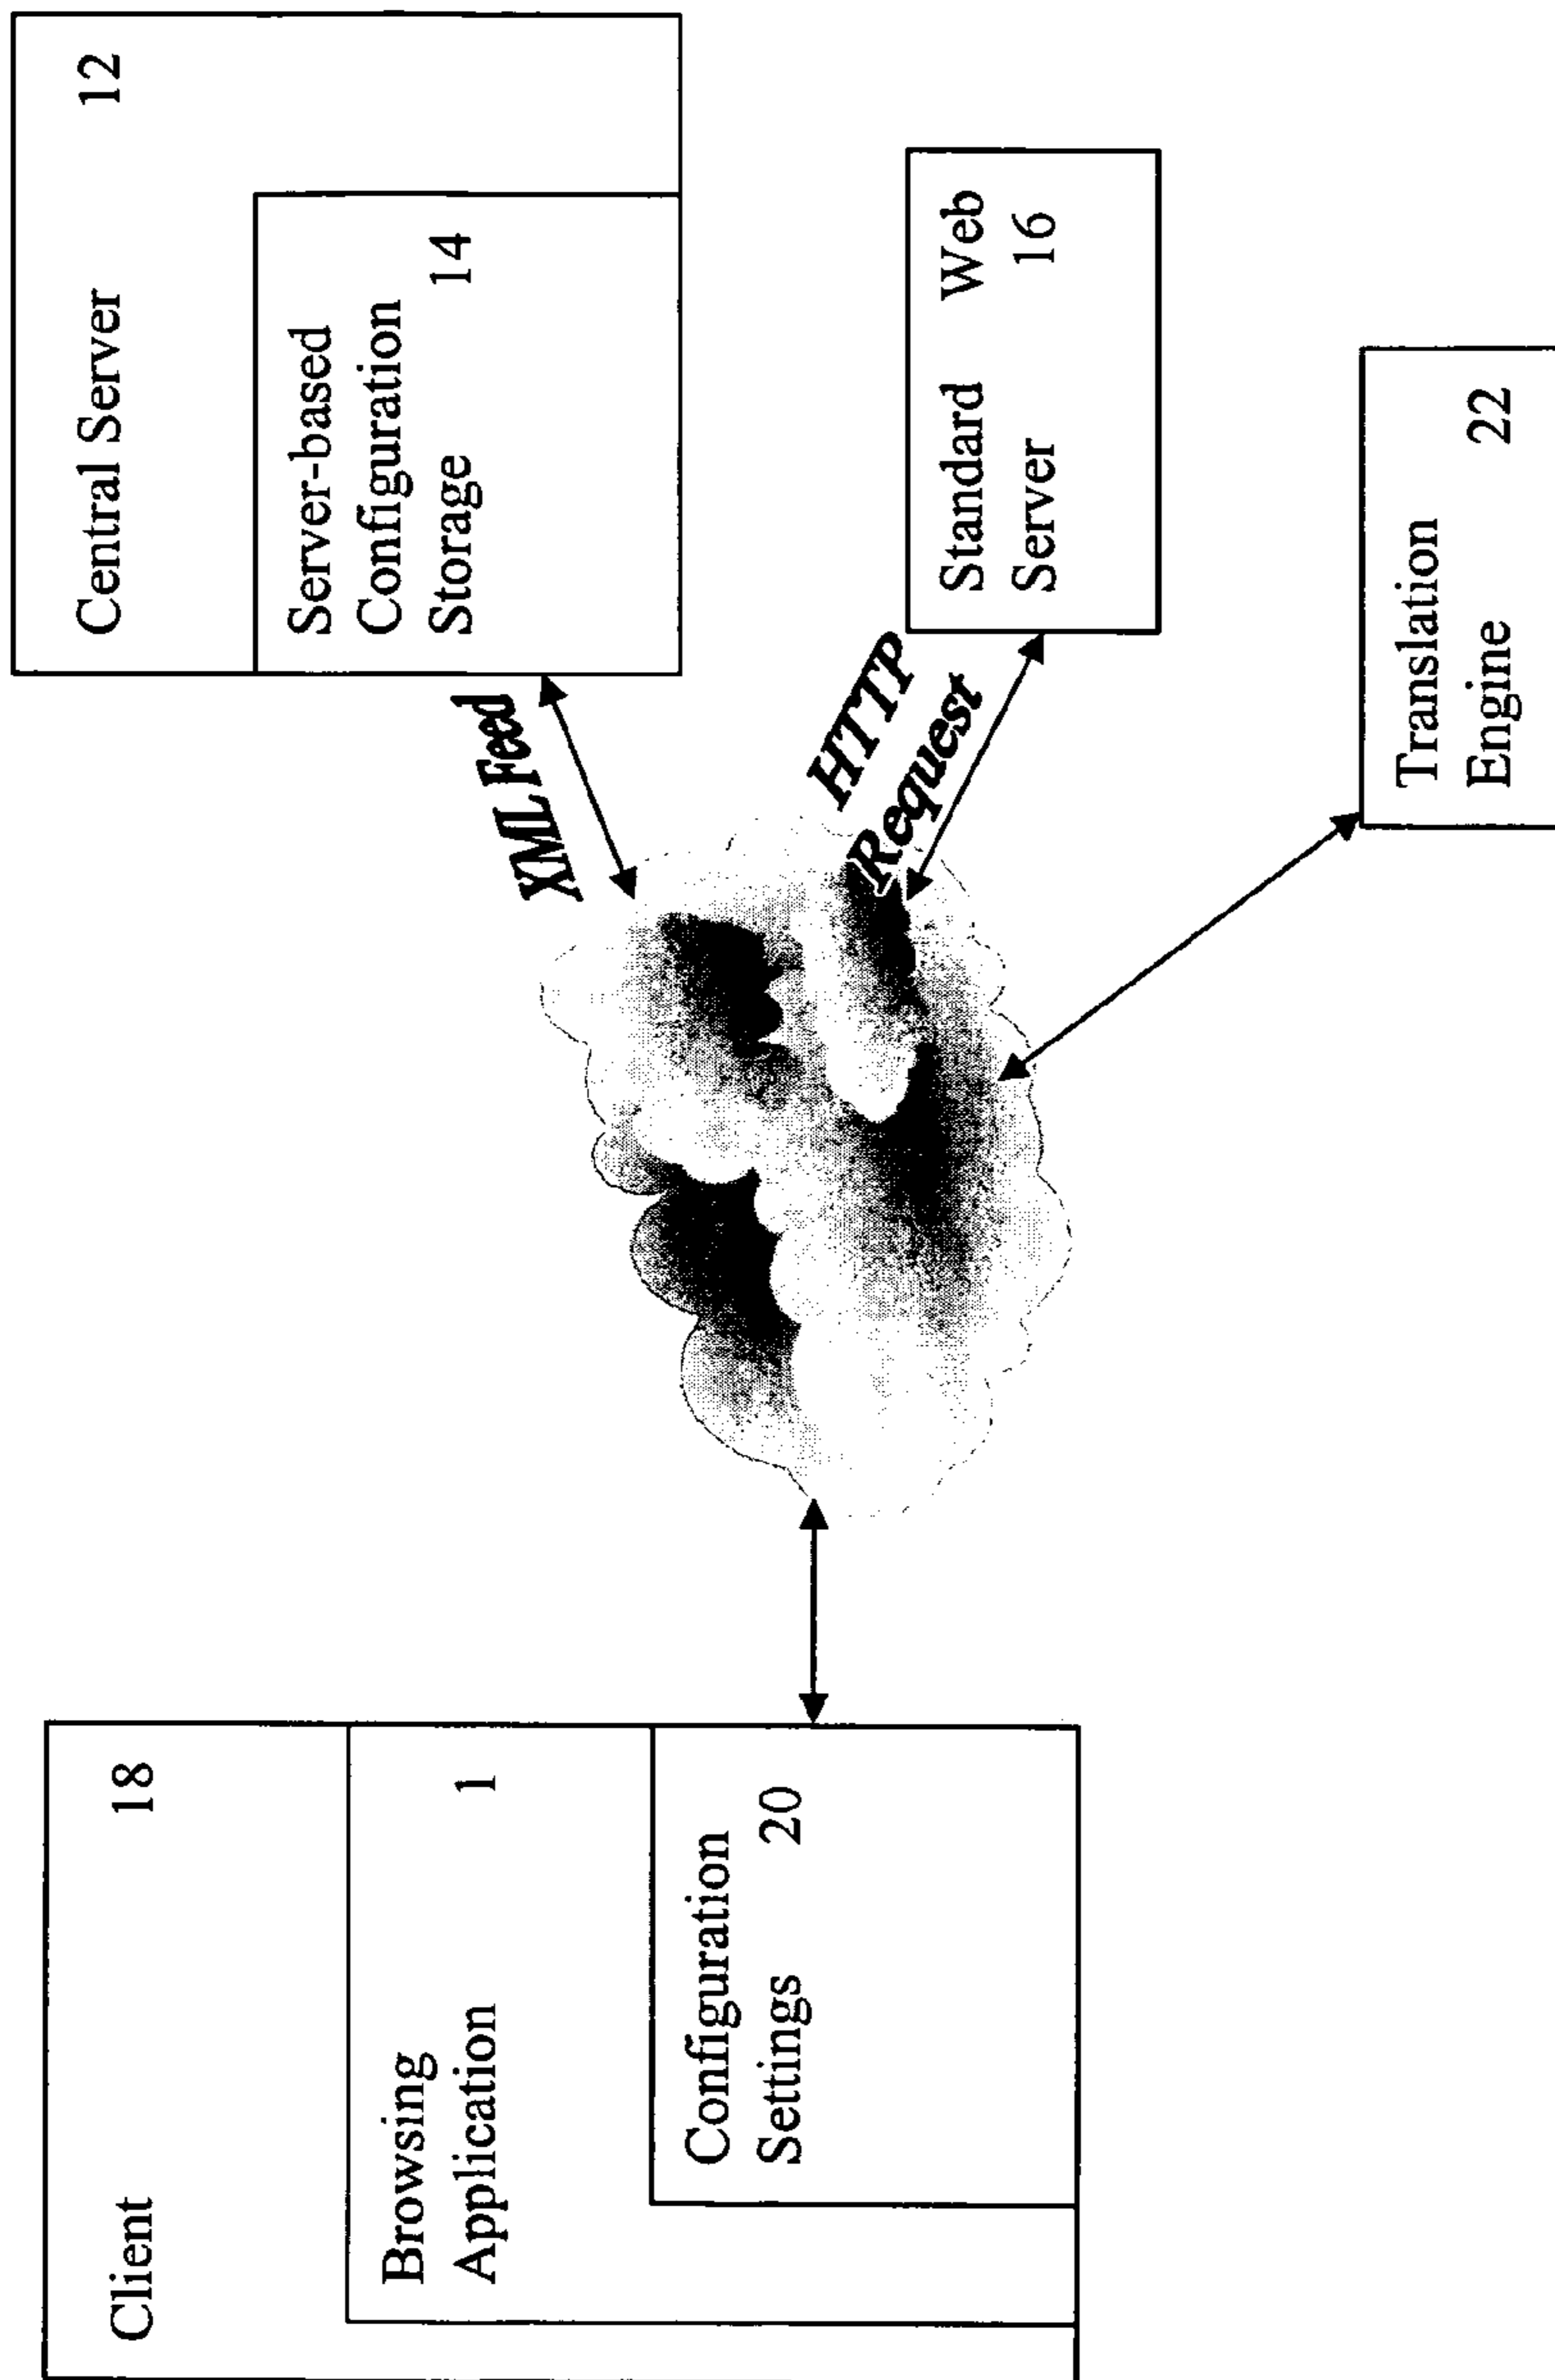 Client 18
Browsing
Application 1
Configuration
Settings 20
XML Feed
HTTP
Request
Central Server 12
Server-based
Configuration
Storage 14
Standard Web
Server 16
Translation
Engine 22